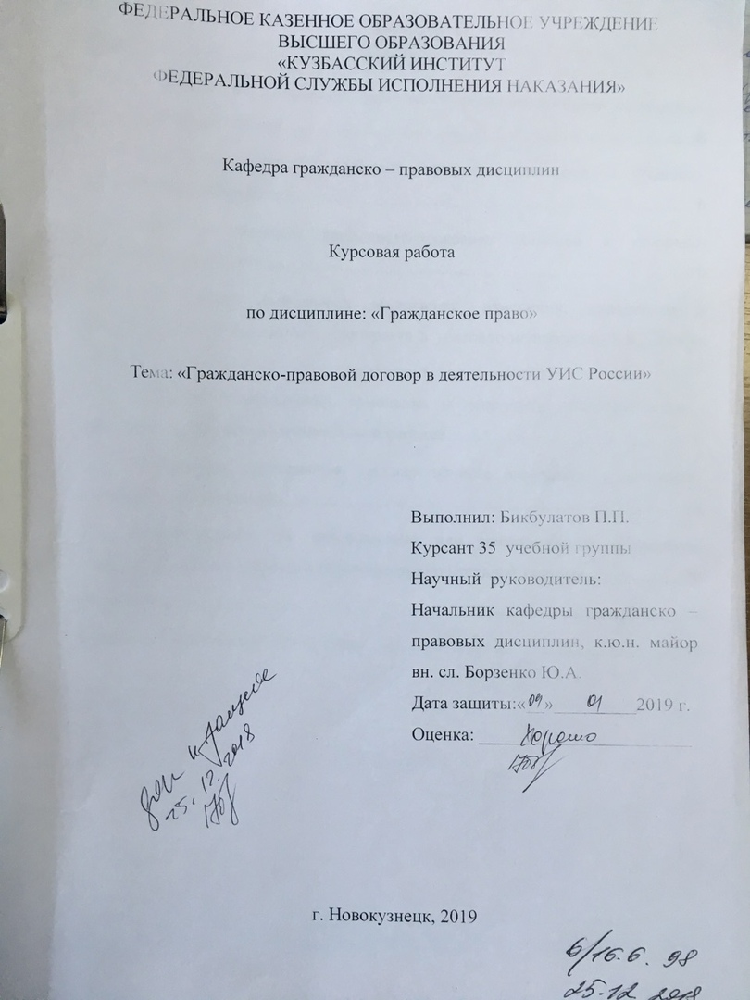 ФЕДЕРАЛЬНОЕ КАЗЕННОЕ ОБРАЗОВАТЕЛЬНОЕ УЧРЕЖДЕНИЕ
ВЫСШЕГО ОБРАЗОВАНИЯ
«КУЗБАССКИЙ ИНСТИТУТ
ФЕДЕРАЛЬНОЙ СЛУЖБЫ ИСПОЛНЕНИЯ НАКАЗАНИЯ»
Кафедра гражданско – правовых дисциплин
Курсовая работа
по дисциплине: «Гражданское право»
Тема: «Гражданско-правовой договор в деятельности УИС России»
Выполнил: Бикбулатов П.П.
Курсант 35 учебной группы
Научный руководитель:
Начальник кафедры гражданско –
правовых дисциплин, к.ю.н. майор
вн. сл. Борзенко Ю.А.
Дата защиты:«09» 01 2019 г.
Оценка: Хорошо
к защите
25.12.2018
г. Новокузнецк, 2019
6/16.6. 98
25.12 2018